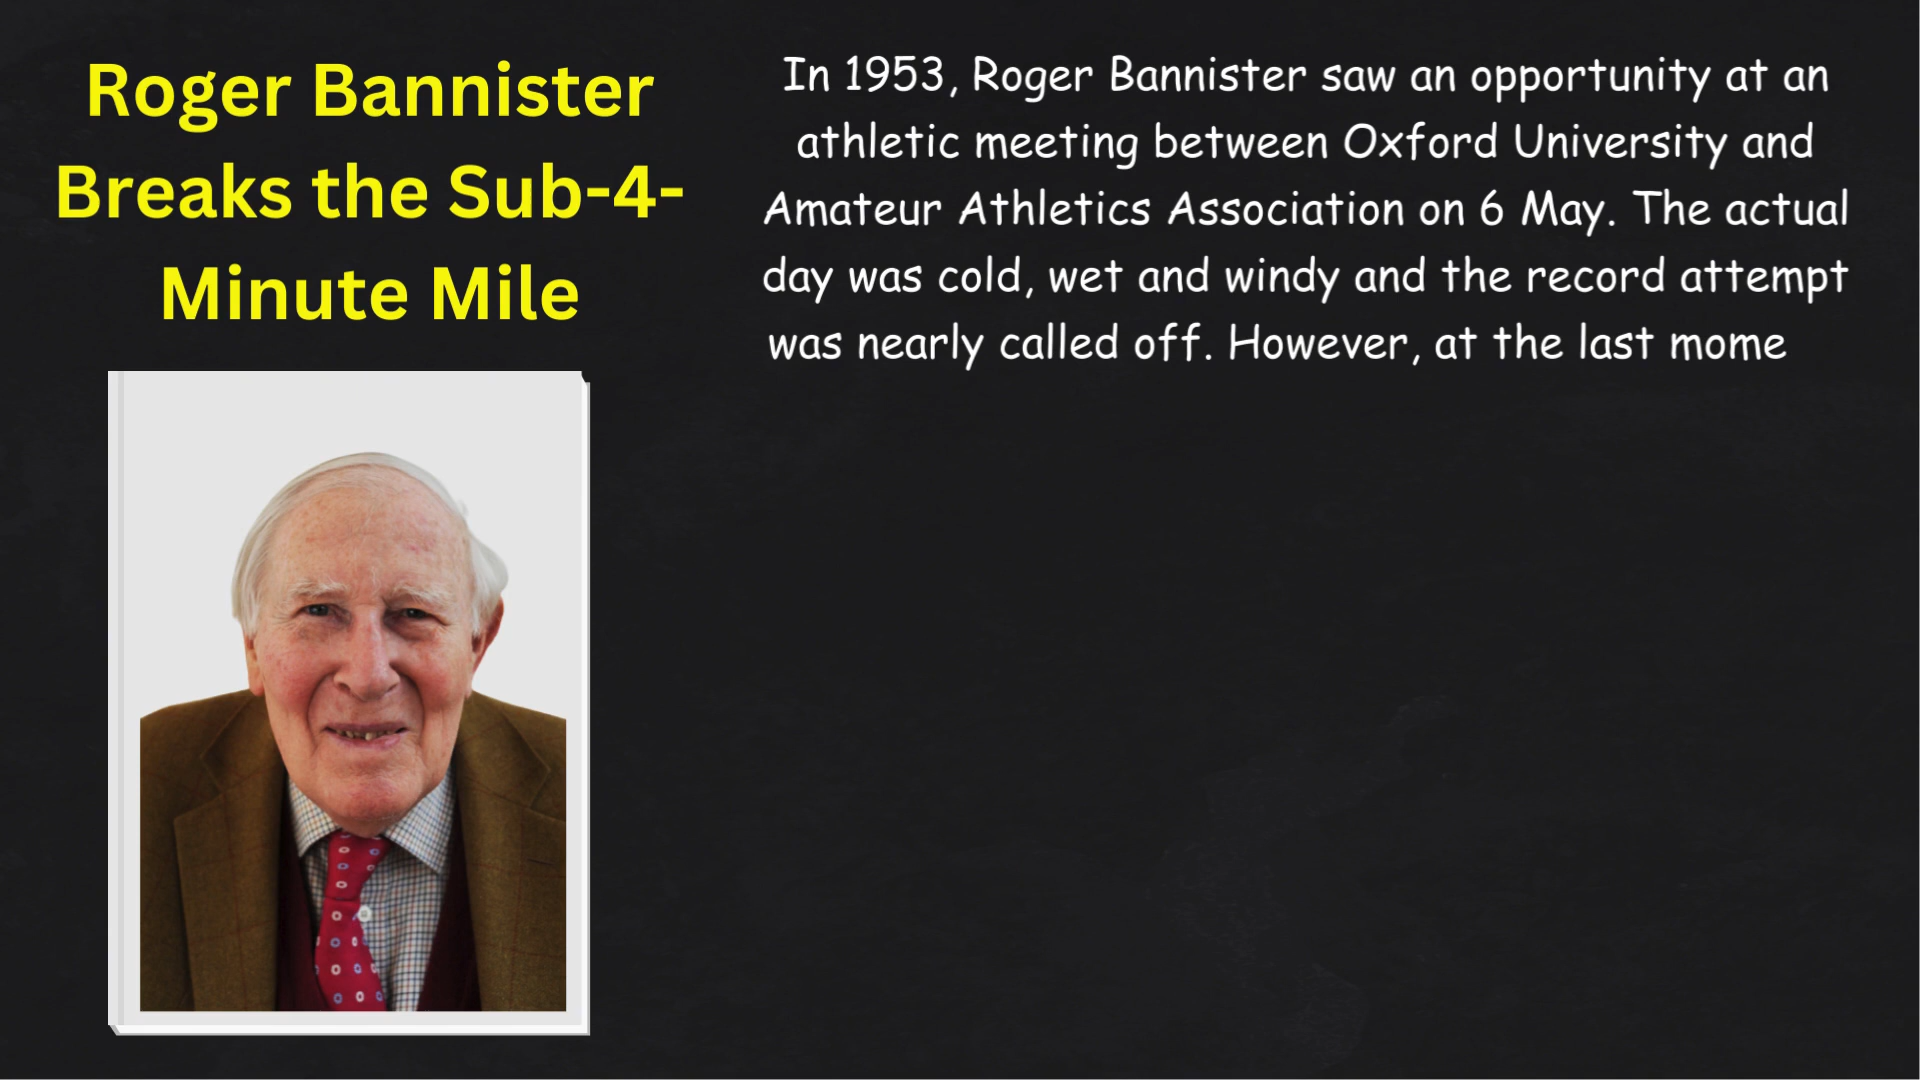 Roger Bannister
Breaks the Sub-4-
Minute Mile
In 1953, Roger Bannister saw an opportunity at an
athletic meeting between Oxford University and
Amateur Athletics Association on 6 May. The actual
day was cold, wet and windy and the record attempt
was nearly called off. However, at the last mome